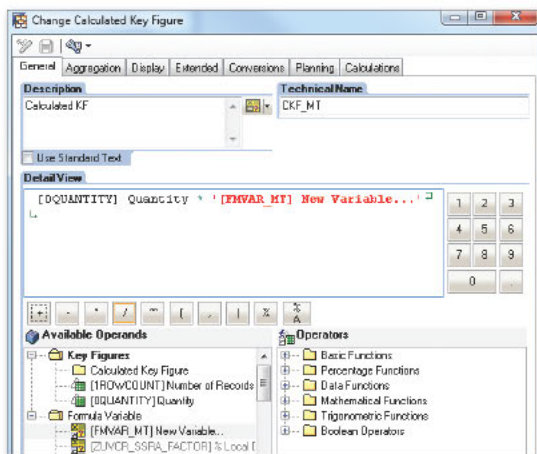 Change Calculated Key Figure
General Aggregation Display Extended Conversions Planning Calculations
Description Technical Name
Calculated KF CKF_MT
Use Standard Text
Detail View
[0QUANTITY] Quantity * '[FMVAR_MT] New Variable...'
1 2 3
4 5 6
7 8 9
0 .
+ - * / ** ( , ) % %A
Available Operands Operators
Key Figures Basic Functions
Calculated Key Figure Percentage Functions
[1ROWCOUNT] Number of Records Data Functions
[0QUANTITY] Quantity Mathematical Functions
Formula Variable Trigonometric Functions
[FMVAR_MT] New Variable... Boolean Operators
[ZUVCR_SSRA_FACTOR] % Local